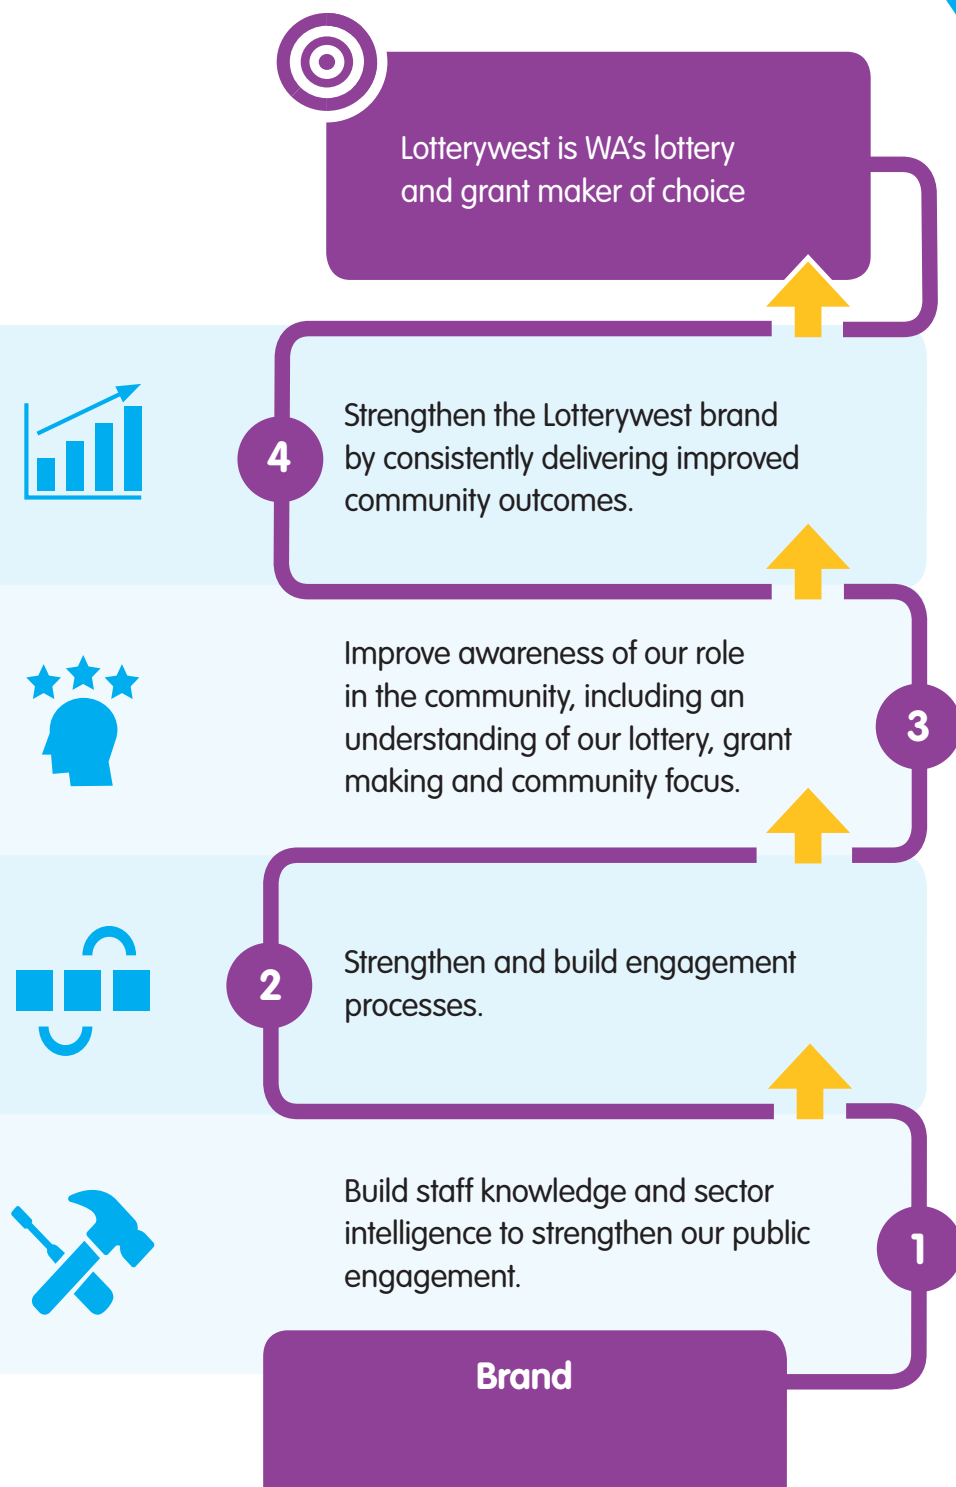 Lotterywest is WA’s lottery
and grant maker of choice
4
Strengthen the Lotterywest brand
by consistently delivering improved
community outcomes.
Improve awareness of our role
in the community, including an
understanding of our lottery, grant
making and community focus.
3
2
Strengthen and build engagement
processes.
Build staff knowledge and sector
intelligence to strengthen our public
engagement.
1
Brand